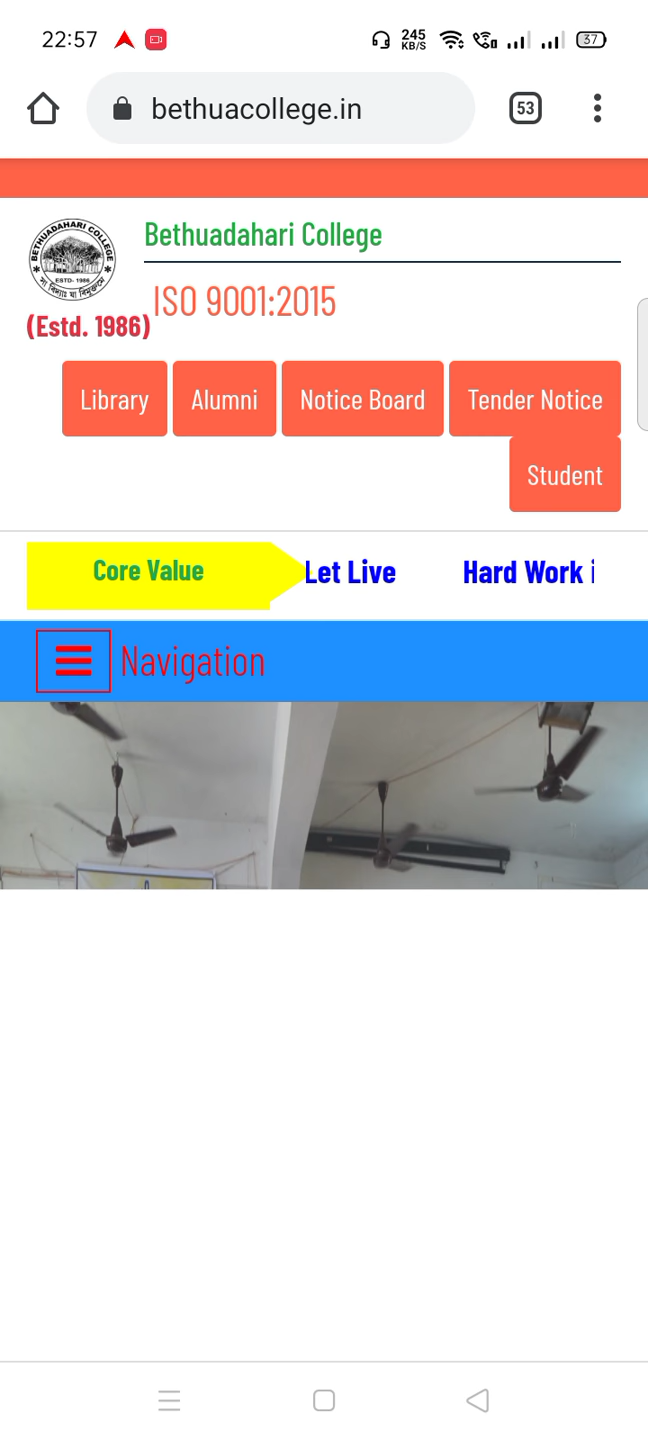 22:57 245 KB/S 37
bethuacollege.in 53
BETHUADAHARI COLLEGE
ESTD- 1986
सा विद्या या विमुक्तये
Bethuadahari College
ISO 9001:2015
(Estd. 1986)
Library Alumni Notice Board Tender Notice
Student
Core Value Let Live Hard Work i
Navigation